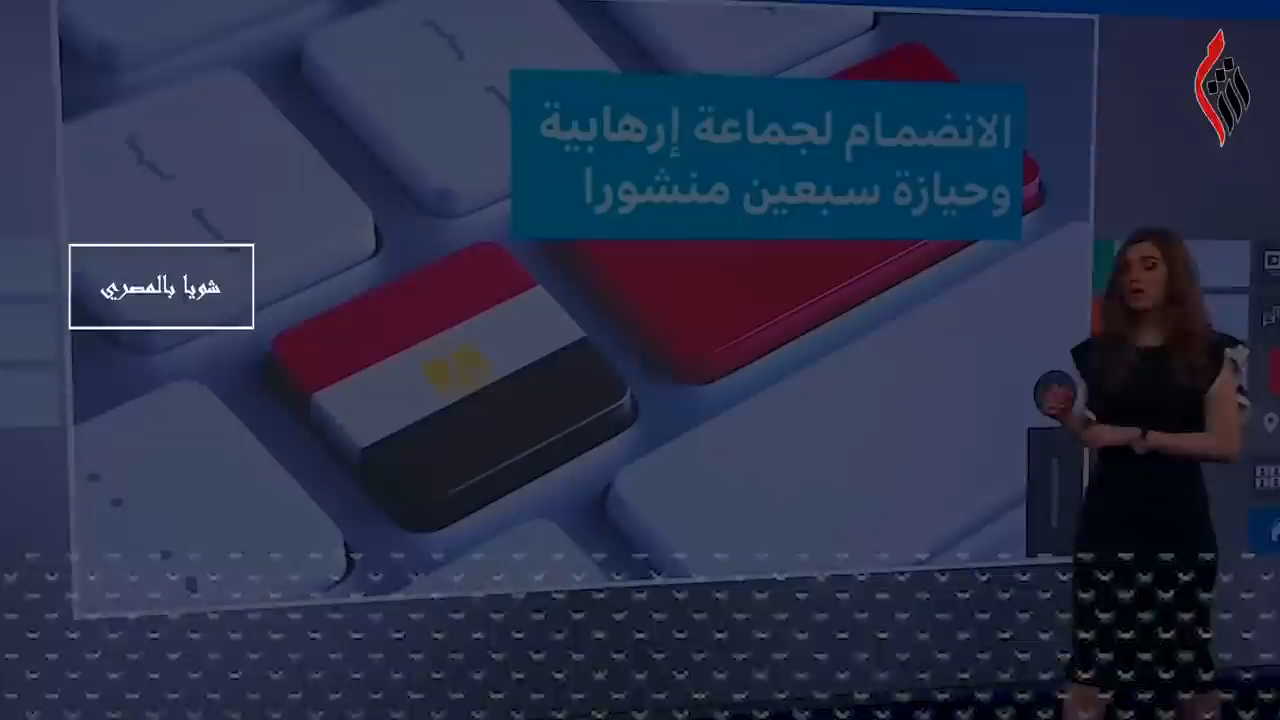 الانضمام لجماعة إرهابية
وحيازة سبعين منشورا
شويا بالمصري